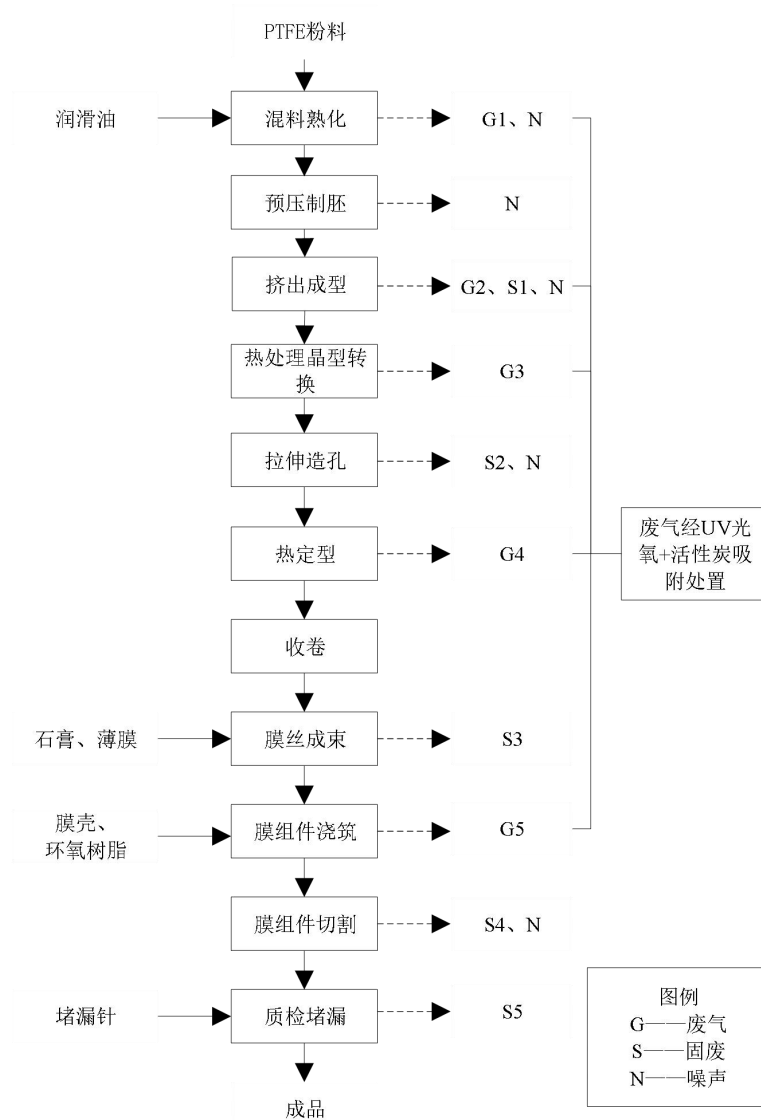 PTFE粉料
润滑油
混料熟化
G1、N
预压制胚
N
挤出成型
G2、S1、N
热处理晶型转
换
G3
拉伸造孔
S2、N
废气经UV光
氧+活性炭吸
附处置
热定型
G4
收卷
石膏、薄膜
膜丝成束
S3
膜壳、
环氧树脂
膜组件浇筑
G5
膜组件切割
S4、N
堵漏针
质检堵漏
S5
图例
G——废气
S——固废
N——噪声
成品